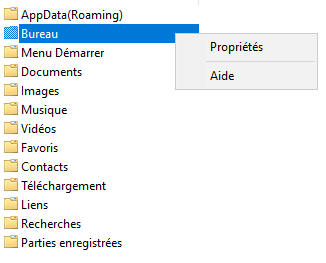 AppData(Roaming)
Bureau
Propriétés
Menu Démarrer
Aide
Documents
Images
Musique
Vidéos
Favoris
Contacts
Téléchargement
Liens
Recherches
Parties enregistrées